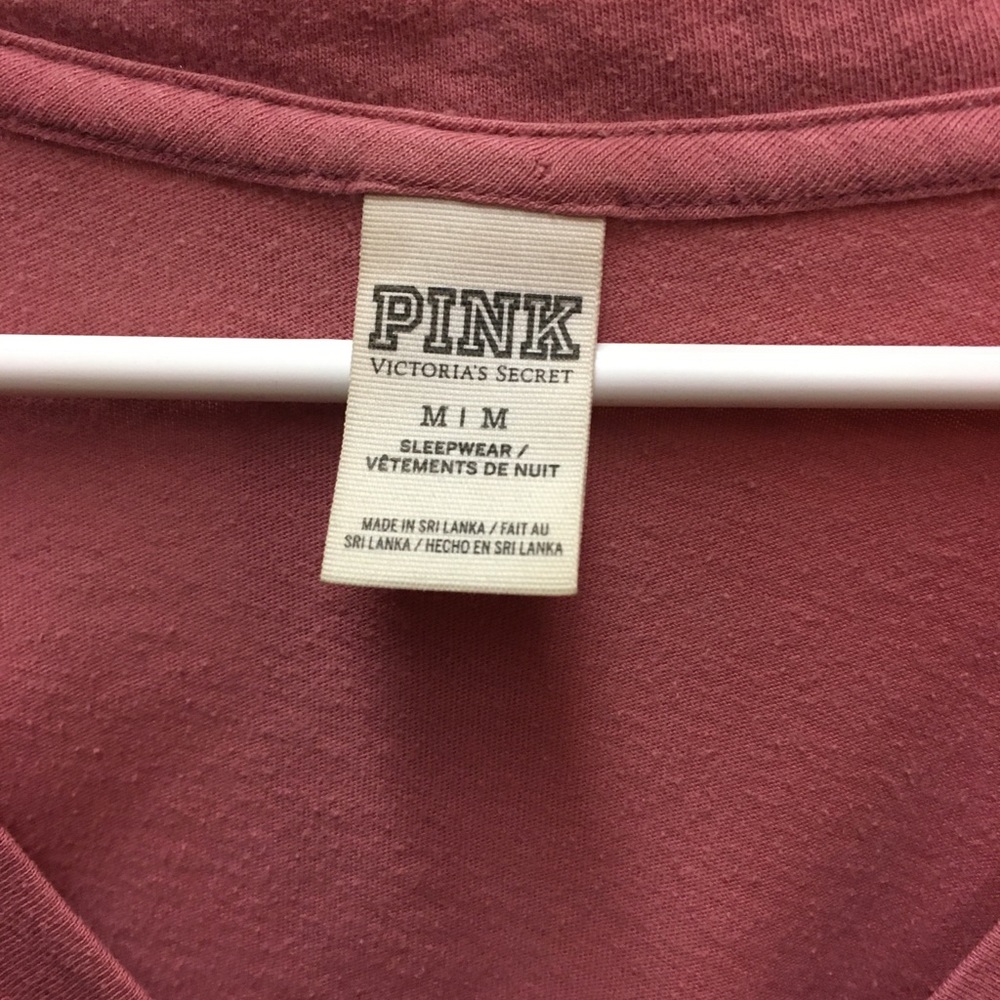 PINK
VICTORIA'S SECRET
M | M
SLEEPWEAR /
VÊTEMENTS DE NUIT
MADE IN SRI LANKA / FAIT AU
SRI LANKA / HECHO EN SRI LANKA